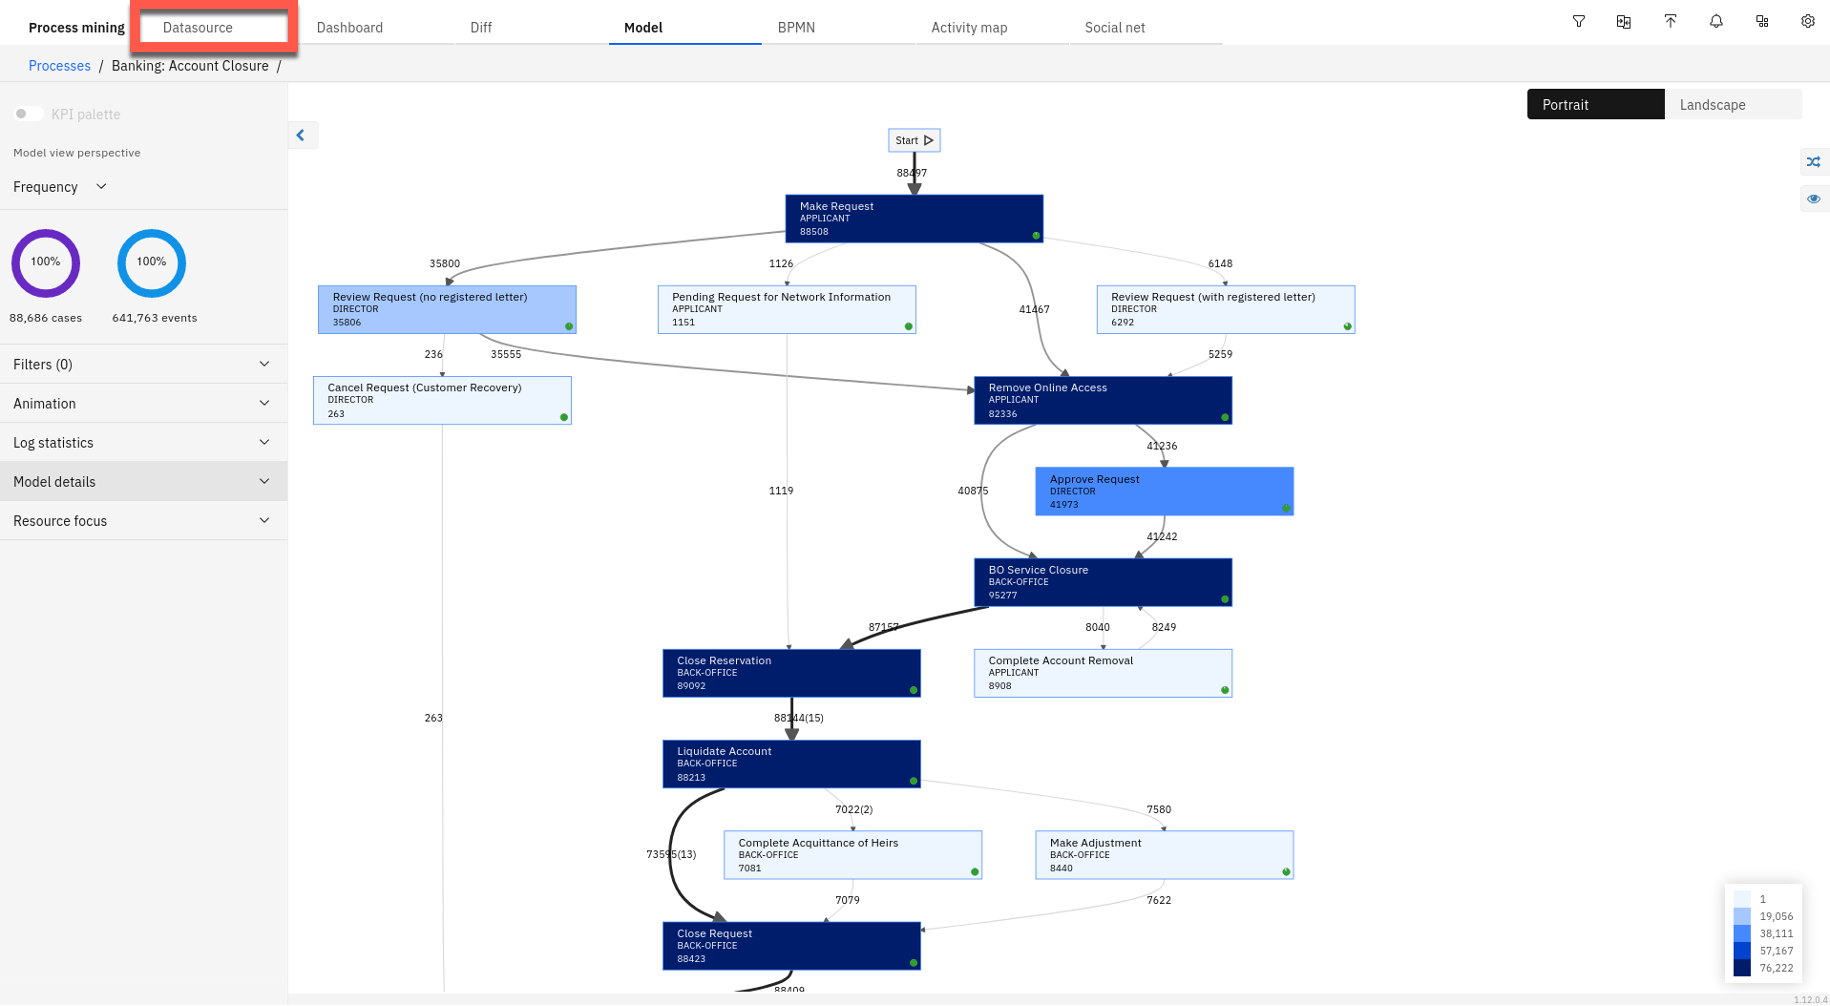 Process mining
Datasource
Dashboard
Diff
Model
BPMN
Activity map
Social net
Processes / Banking: Account Closure /
KPI palette
Model view perspective
Frequency
100%
100%
88,686 cases
641,763 events
Filters (0)
Animation
Log statistics
Model details
Resource focus
Portrait
Landscape
Start
88497
Make Request
APPLICANT
88508
35800
1126
41467
6148
Review Request (no registered letter)
DIRECTOR
35806
Pending Request for Network Information
APPLICANT
1151
Review Request (with registered letter)
DIRECTOR
6292
236
35555
5259
Cancel Request (Customer Recovery)
DIRECTOR
263
Remove Online Access
APPLICANT
82336
41236
1119
40875
Approve Request
DIRECTOR
41973
41242
BO Service Closure
BACK-OFFICE
95277
87157
8040
8249
Close Reservation
BACK-OFFICE
89092
Complete Account Removal
APPLICANT
8908
263
88144(15)
Liquidate Account
BACK-OFFICE
88213
7022(2)
7580
73595(13)
Complete Acquittance of Heirs
BACK-OFFICE
7081
Make Adjustment
BACK-OFFICE
8440
7079
7622
Close Request
BACK-OFFICE
88423
88409
1
19,056
38,111
57,167
76,222
1.12.0.4